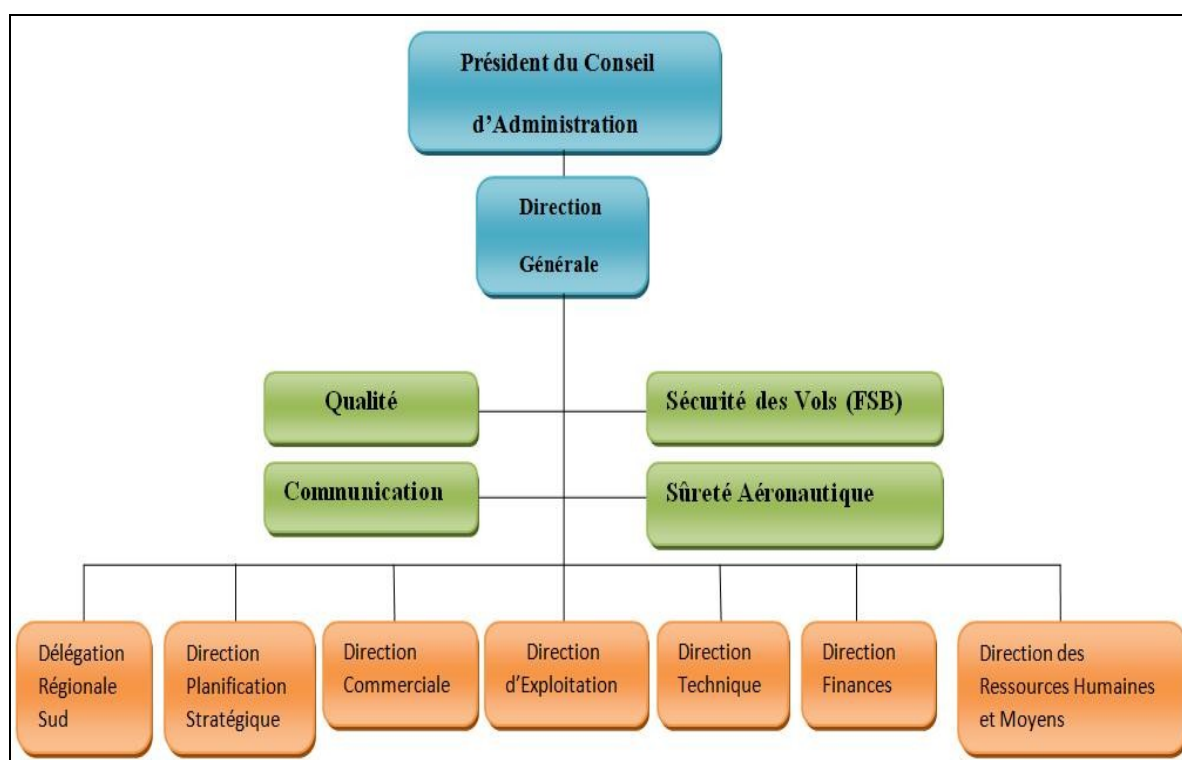 Président du Conseil
d’Administration
Direction
Générale
Qualité
Sécurité des Vols (FSB)
Communication
Sûreté Aéronautique
Délégation
Régionale
Sud
Direction
Planification
Stratégique
Direction
Commerciale
Direction
d’Exploitation
Direction
Technique
Direction
Finances
Direction des
Ressources Humaines
et Moyens